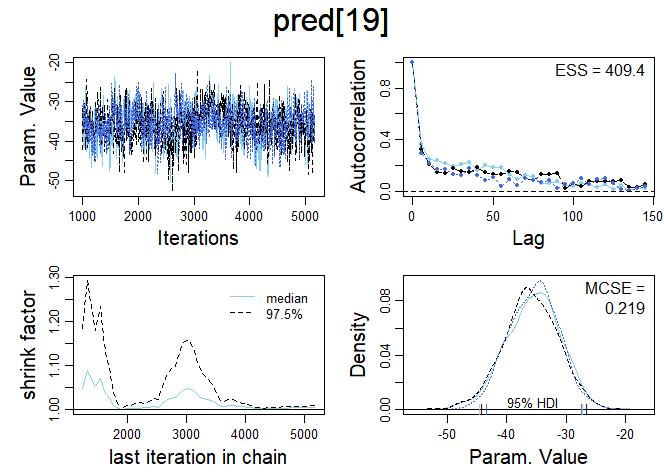 pred[19]
Param. Value
-50
-40
-30
-20
1000
2000
3000
4000
5000
Iterations
Autocorrelation
0.0
0.4
0.8
ESS = 409.4
0
50
100
150
Lag
shrink factor
1.00
1.10
1.20
1.30
median
97.5%
2000
3000
4000
5000
last iteration in chain
Density
0.00
0.04
0.08
MCSE =
0.219
95% HDI
-50
-40
-30
-20
Param. Value